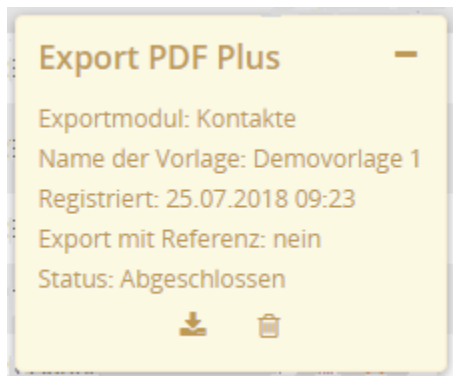 Export PDF Plus
Exportmodul: Kontakte
Name der Vorlage: Demovorlage 1
Registriert: 25.07.2018 09:23
Export mit Referenz: nein
Status: Abgeschlossen